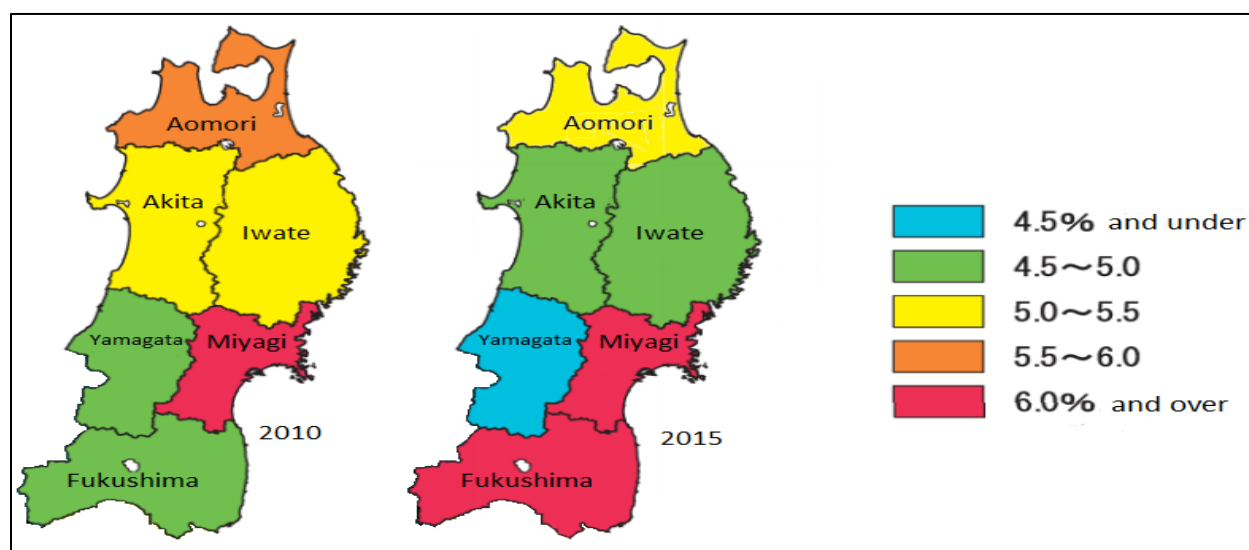 Aomori
Akita
Iwate
Yamagata
Miyagi
Fukushima
2010
Aomori
Akita
Iwate
Yamagata
Miyagi
Fukushima
2015
4.5% and under
4.5～5.0
5.0～5.5
5.5～6.0
6.0% and over